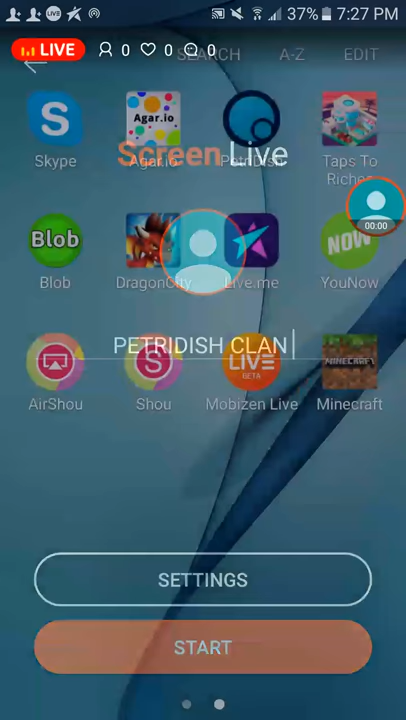 LIVE 37% 7:27 PM
LIVE 0 0 0
SEARCH A-Z EDIT
S Agar.io
Skype Agar.io Petridish Taps To
Riches
Screen Live
00:00
Blob NOW
Blob DragonCity Live.me YouNow
PETRIDISH CLAN
S LIVE MINECRAFT
BETA
AirShou Shou Mobizen Live Minecraft
SETTINGS
START